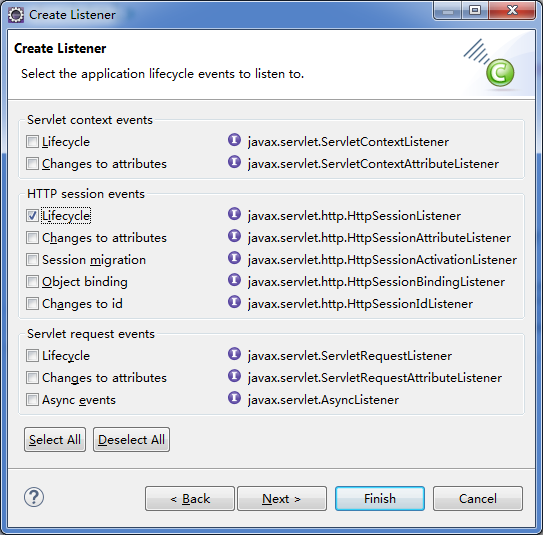 Create Listener
Create Listener
Select the application lifecycle events to listen to.
C
Servlet context events
Lifecycle I javax.servlet.ServletContextListener
Changes to attributes I javax.servlet.ServletContextAttributeListener
HTTP session events
Lifecycle I javax.servlet.http.HttpSessionListener
Changes to attributes I javax.servlet.http.HttpSessionAttributeListener
Session migration I javax.servlet.http.HttpSessionActivationListener
Object binding I javax.servlet.http.HttpSessionBindingListener
Changes to id I javax.servlet.http.HttpSessionIdListener
Servlet request events
Lifecycle I javax.servlet.ServletRequestListener
Changes to attributes I javax.servlet.ServletRequestAttributeListener
Async events I javax.servlet.AsyncListener
Select All Deselect All
? < Back Next > Finish Cancel